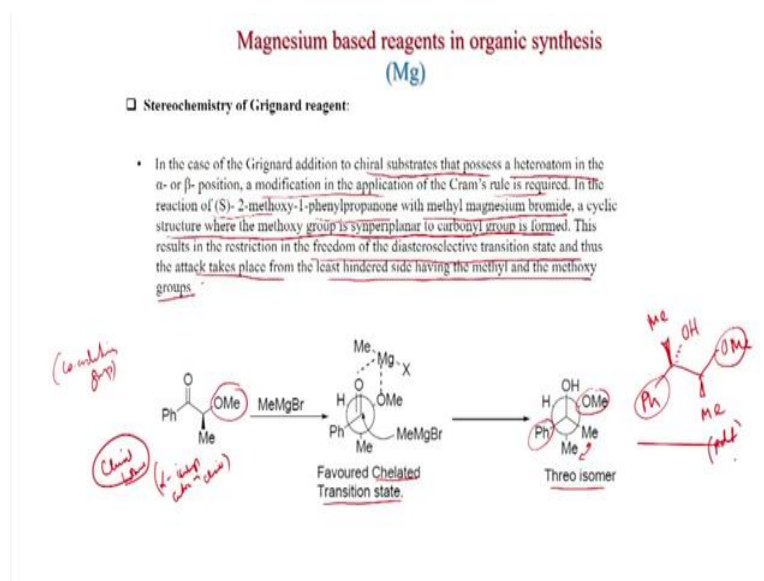 Magnesium based reagents in organic synthesis
(Mg)
❑ Stereochemistry of Grignard reagent:
• In the case of the Grignard addition to chiral substrates that possess a heteroatom in the
α- or β- position, a modification in the application of the Cram's rule is required. In the
reaction of (S)- 2-methoxy-1-phenylpropanone with methyl magnesium bromide, a cyclic
structure where the methoxy group is synpenplanar to carbonyl group is formed. This
results in the restriction in the freedom of the diasteroselective transition state and thus
the attack takes place from the least hindered side having the methyl and the methoxy
groups
Me
OH
OMe
Ph
Me
O
Ph
OMe
Me
MeMgBr
Me
Mg
X
O
H
OMe
Ph
Me
MeMgBr
Favoured Chelated
Transition state.
OH
H
OMe
Ph
Me
Me
Threo isomer